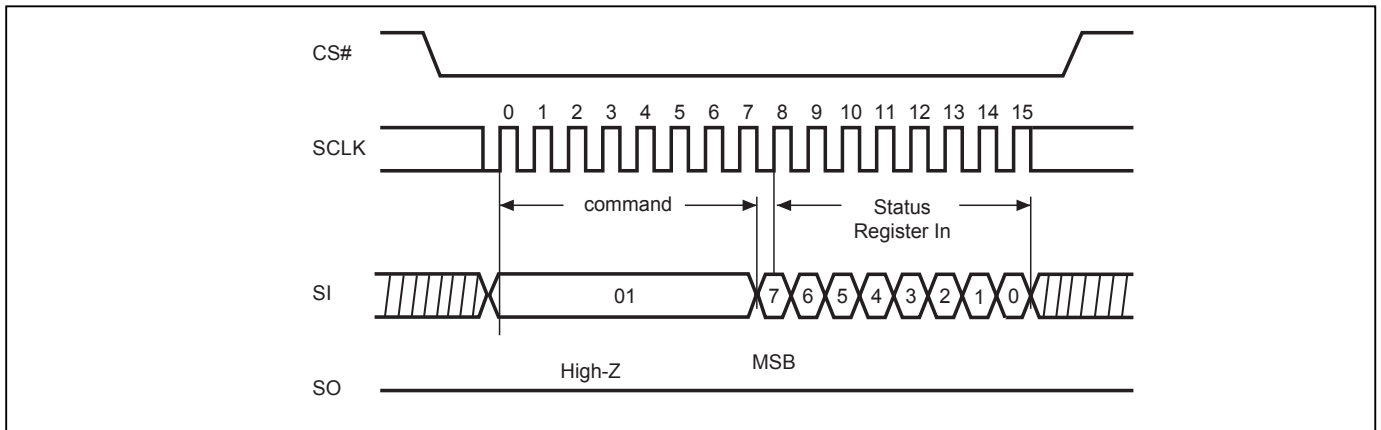 CS#
0 1 2 3 4 5 6 7 8 9 10 11 12 13 14 15
SCLK
command
Status
Register In
SI
01
7 6 5 4 3 2 1 0
MSB
High-Z
SO